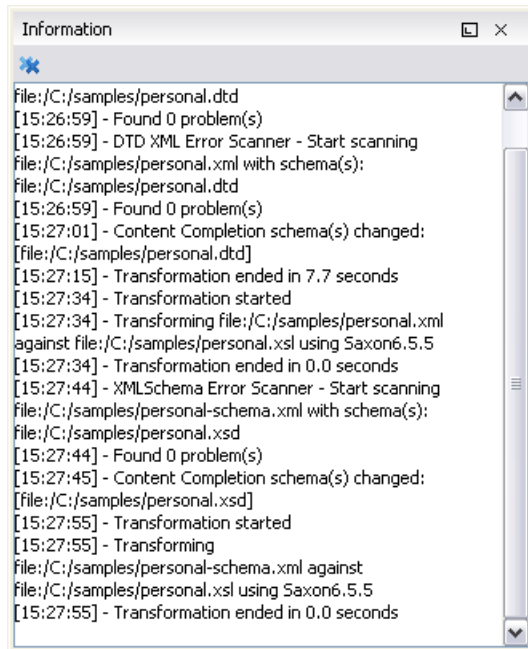 Information
file:/C:/samples/personal.dtd
[15:26:59] - Found 0 problem(s)
[15:26:59] - DTD XML Error Scanner - Start scanning
file:/C:/samples/personal.xml with schema(s):
file:/C:/samples/personal.dtd
[15:26:59] - Found 0 problem(s)
[15:27:01] - Content Completion schema(s) changed:
[file:/C:/samples/personal.dtd]
[15:27:15] - Transformation ended in 7.7 seconds
[15:27:34] - Transformation started
[15:27:34] - Transforming file:/C:/samples/personal.xml
against file:/C:/samples/personal.xsl using Saxon6.5.5
[15:27:34] - Transformation ended in 0.0 seconds
[15:27:44] - XMLSchema Error Scanner - Start scanning
file:/C:/samples/personal-schema.xml with schema(s):
file:/C:/samples/personal.xsd
[15:27:44] - Found 0 problem(s)
[15:27:45] - Content Completion schema(s) changed:
[file:/C:/samples/personal.xsd]
[15:27:55] - Transformation started
[15:27:55] - Transforming
file:/C:/samples/personal-schema.xml against
file:/C:/samples/personal.xsl using Saxon6.5.5
[15:27:55] - Transformation ended in 0.0 seconds